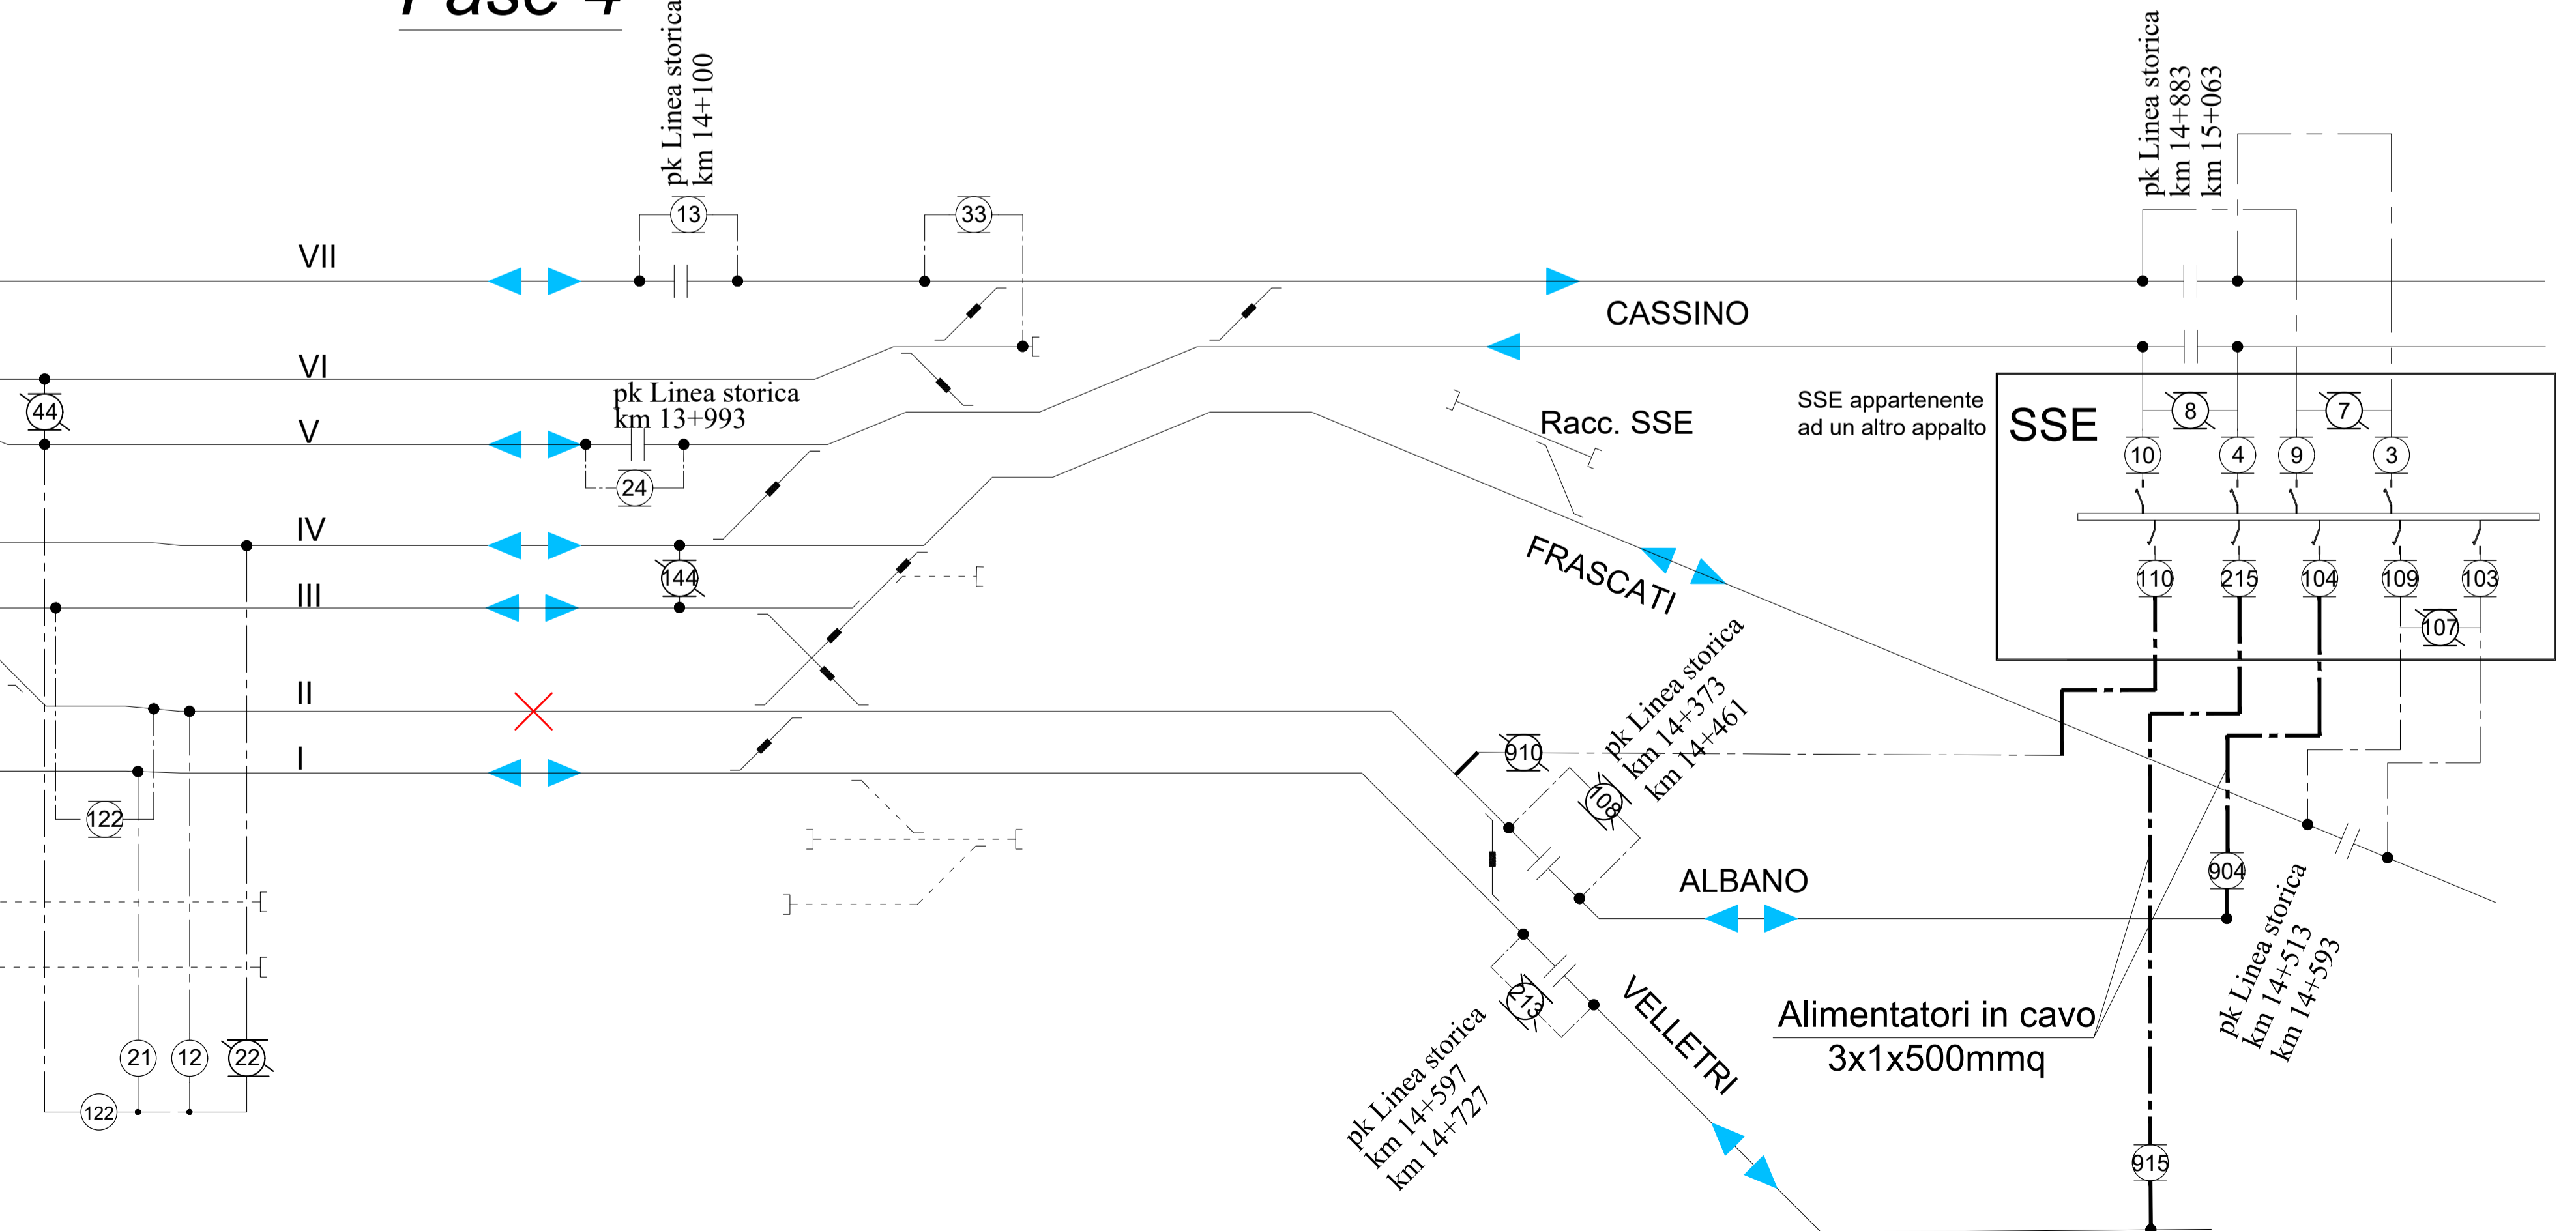 Fase 4
pk Linea storica
km 14+100
pk Linea storica
km 14+883
km 15+063
13
33
VII
CASSINO
VI
44
pk Linea storica
km 13+993
V
24
Racc. SSE
SSE appartenente
ad un altro appalto
SSE
8
7
10
4
9
3
IV
144
III
FRASCATI
110
215
104
109
103
107
II
I
910
108
pk Linea storica
km 14+373
km 14+461
122
ALBANO
904
pk Linea storica
km 14+513
km 14+593
213
VELLETRI
pk Linea storica
km 14+597
km 14+727
Alimentatori in cavo
3x1x500mmq
21
12
22
122
915